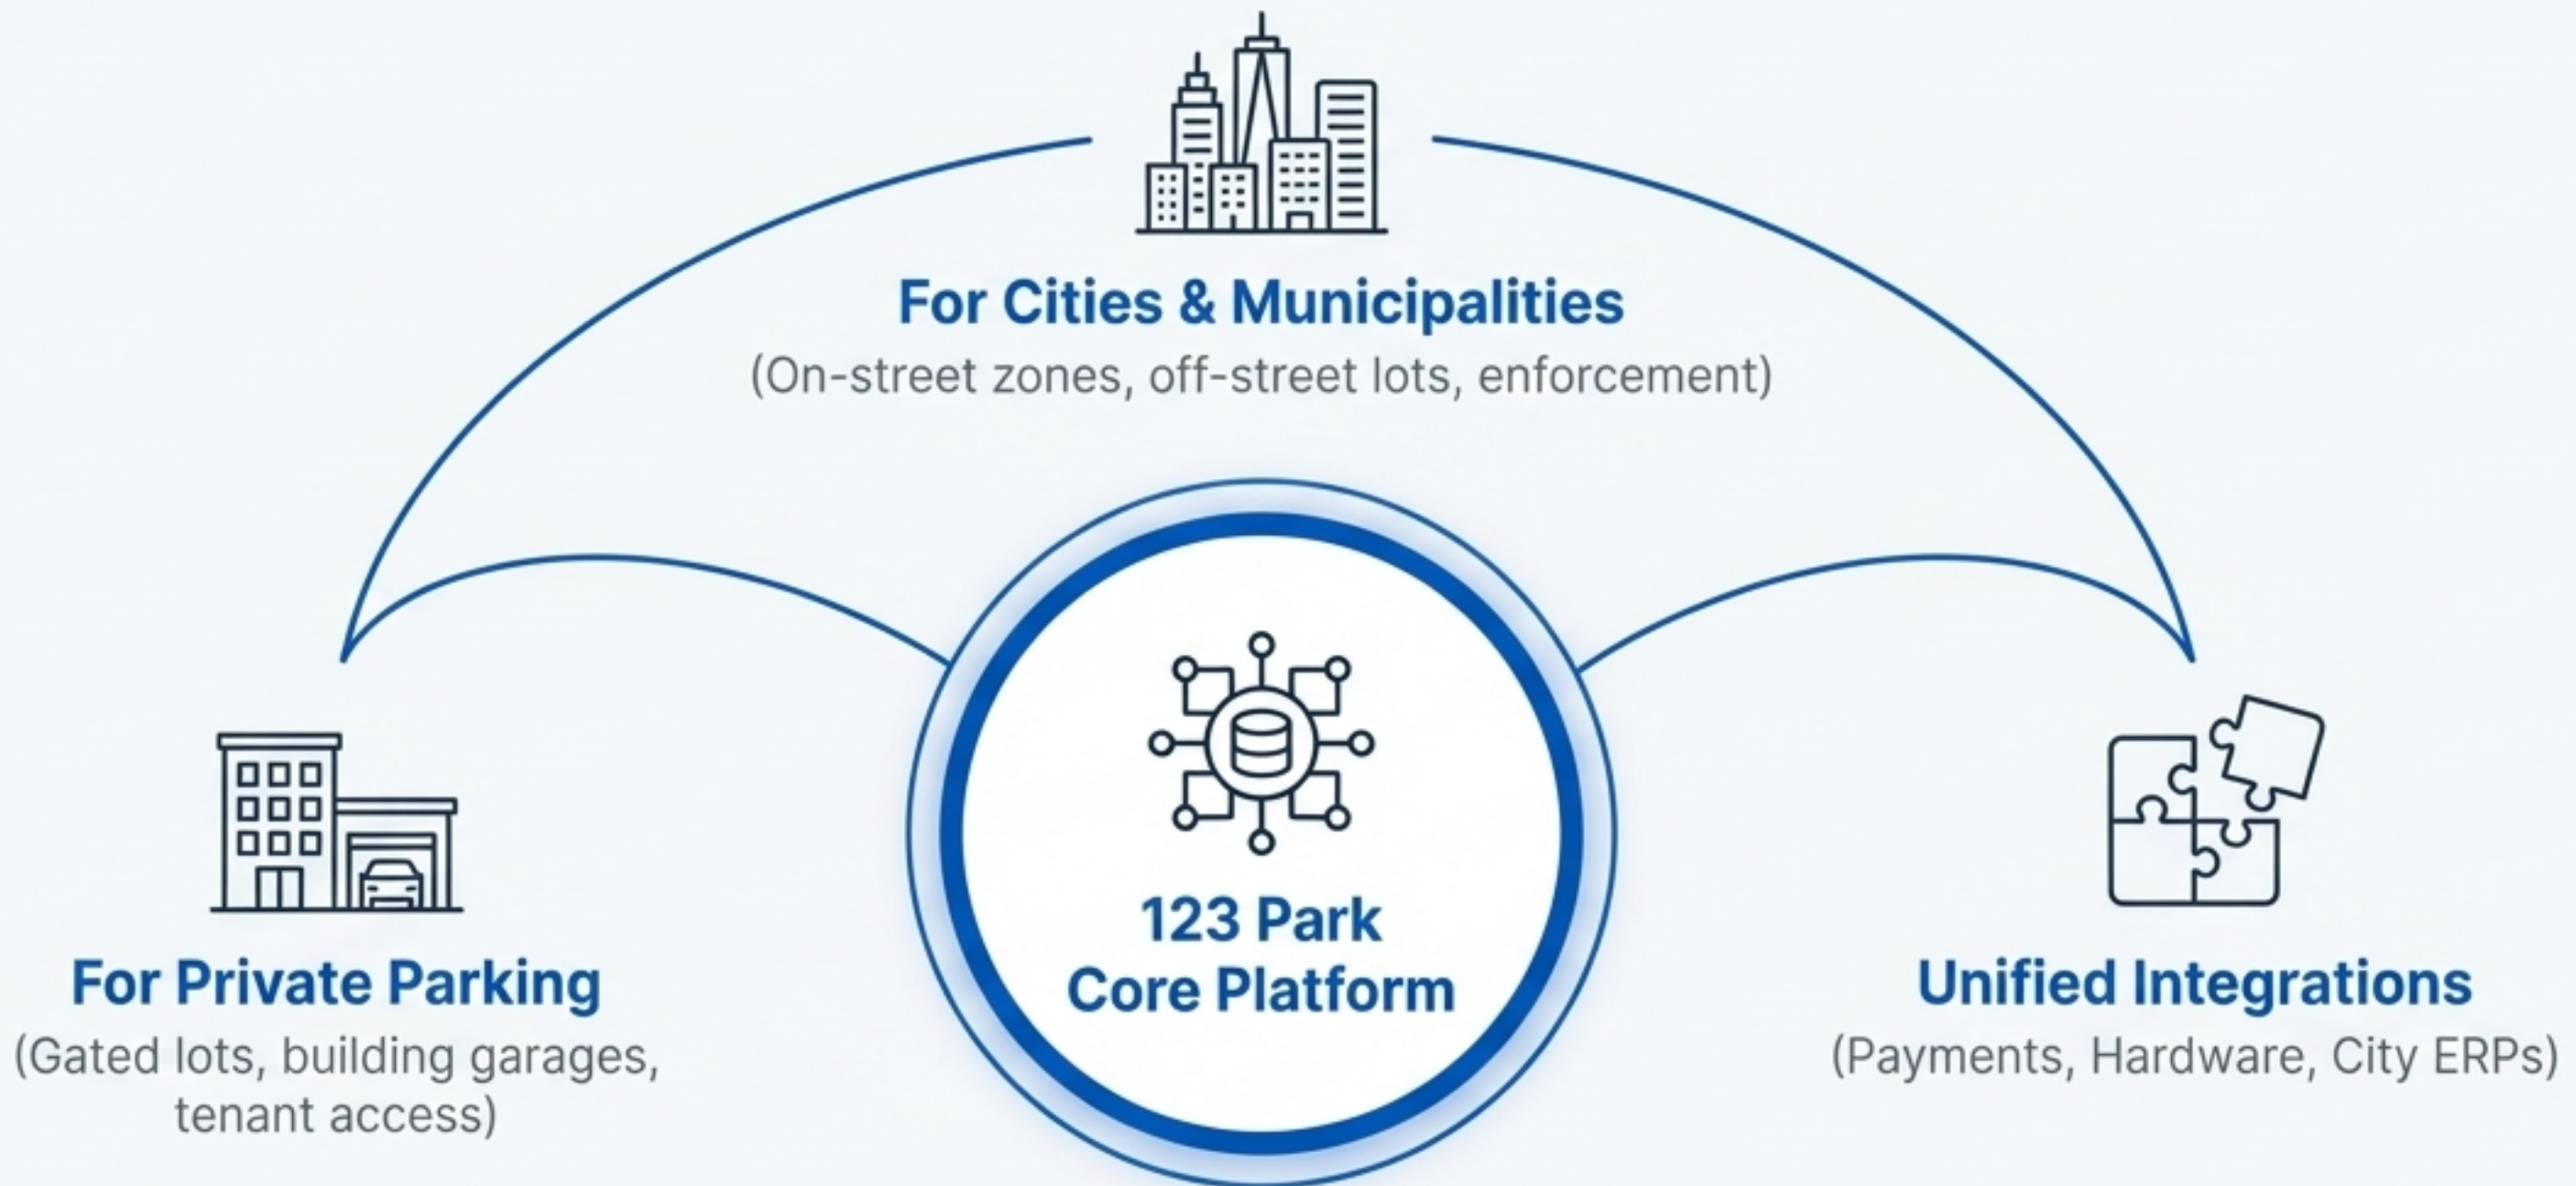 For Cities & Municipalities
(On-street zones, off-street lots, enforcement)
123 Park
Core Platform
For Private Parking
(Gated lots, building garages,
tenant access)
Unified Integrations
(Payments, Hardware, City ERPs)